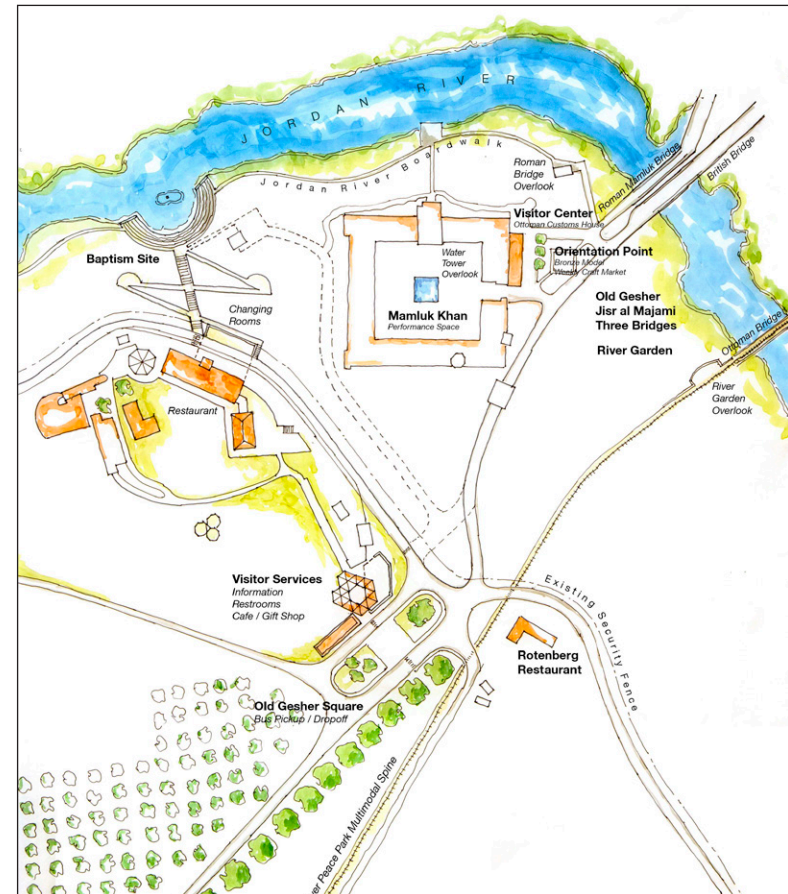 JORDAN RIVER
Jordan River Boardwalk
Roman
Bridge
Overlook
Roman Mamluk Bridge
British Bridge
Visitor Center
Ottoman Customs House
Orientation Point
Bronze Model
Weekly Craft Market
Water
Tower
Overlook
Baptism Site
Mamluk Khan
Performance Space
Changing
Rooms
Old Gesher
Jisr al Majami
Three Bridges
River Garden
Ottoman Bridge
River
Garden
Overlook
Restaurant
Visitor Services
Information
Restrooms
Cafe / Gift Shop
Existing Security Fence
Rotenberg
Restaurant
Old Gesher Square
Bus Pickup / Dropoff
Peace Park Multimodal Spine